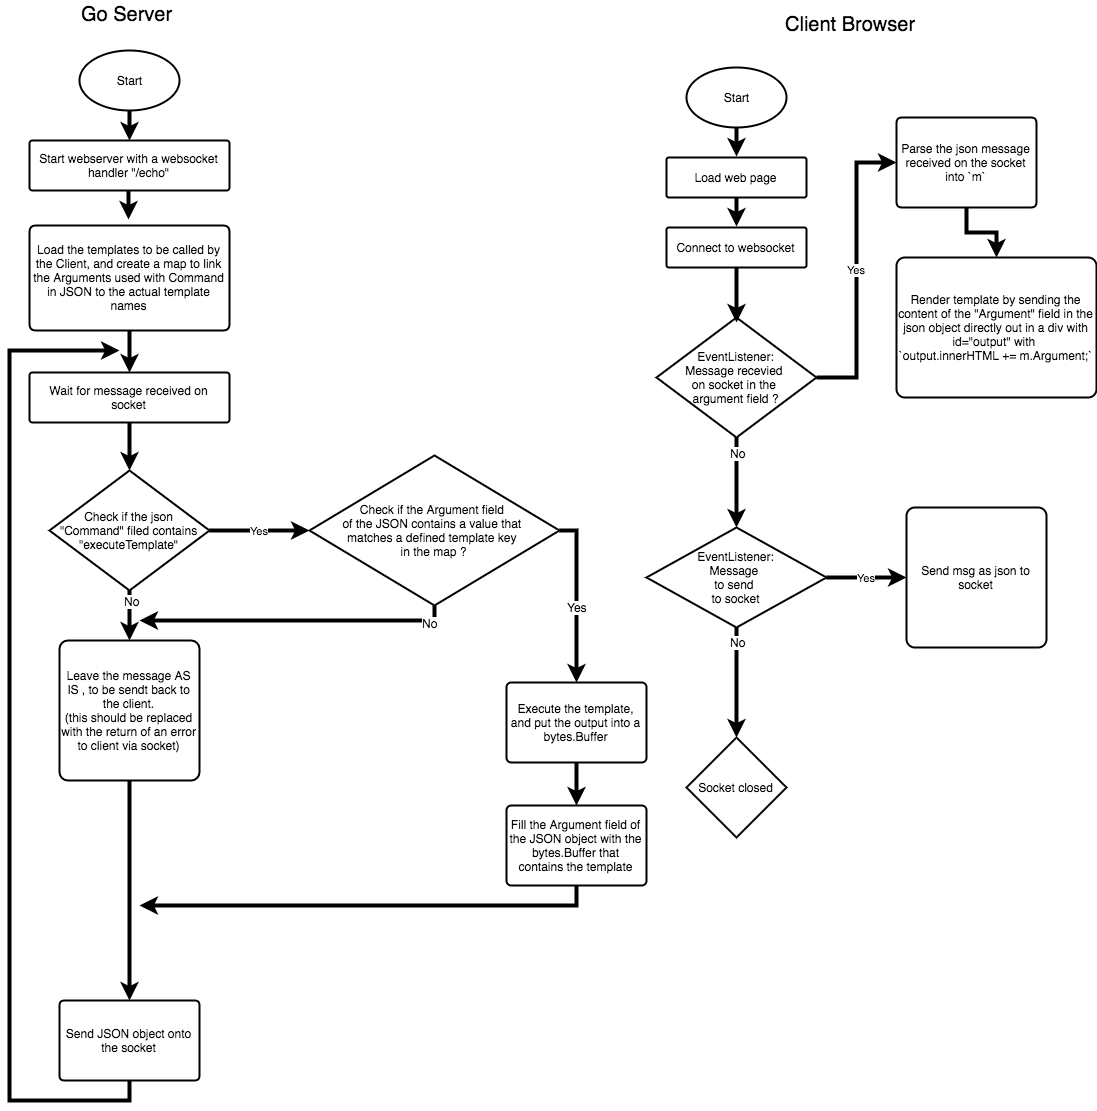 Go Server
Start
Start webserver with a websocket
handler "/echo"
Load the templates to be called by
the Client, and create a map to link
the Arguments used with Command
in JSON to the actual template
names
Wait for message received on
socket
Check if the json
"Command" filed contains
"executeTemplate"
Yes
No
Check if the Argument field
of the JSON contains a value that
matches a defined template key
in the map ?
Yes
No
Leave the message AS
IS , to be sendt back to
the client.
(this should be replaced
with the return of an error
to client via socket)
Execute the template,
and put the output into a
bytes.Buffer
Fill the Argument field of
the JSON object with the
bytes.Buffer that
contains the template
Send JSON object onto
the socket
Client Browser
Start
Load web page
Connect to websocket
EventListener:
Message recevied
on socket in the
argument field ?
Yes
No
Parse the json message
received on the socket
into `m`
Render template by sending the
content of the "Argument" field in the
json object directly out in a div with
id="output" with
`output.innerHTML += m.Argument;`
EventListener:
Message
to send
to socket
Yes
No
Send msg as json to
socket
Socket closed